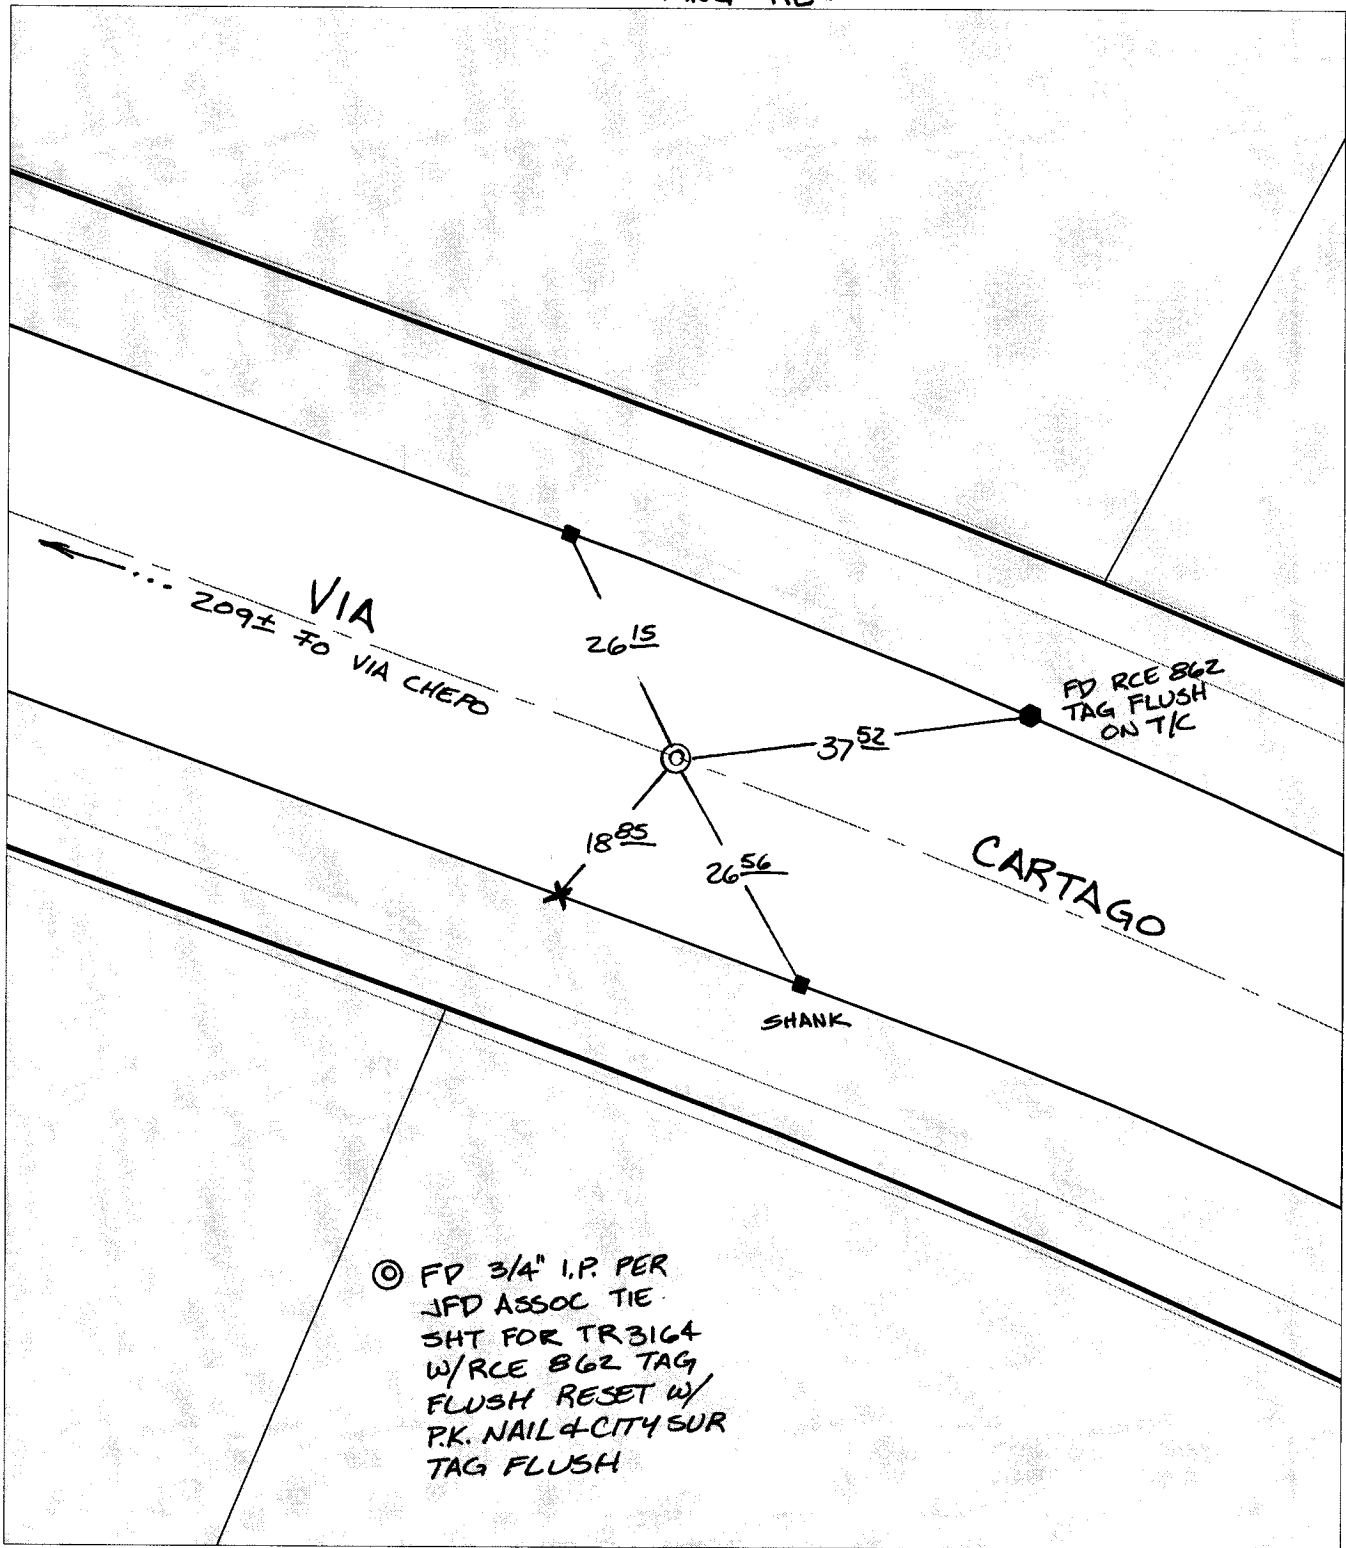 VIA
209± TO VIA CHEPO
26 15
FD RCE 862
TAG FLUSH
ON T/C
37 52
18 85
26 56
CARTAGO
SHANK
FD 3/4" I.P. PER
JFD ASSOC TIE
SHT FOR TR 3164
W/RCE 862 TAG
FLUSH RESET W/
P.K. NAIL & CITY SUR
TAG FLUSH